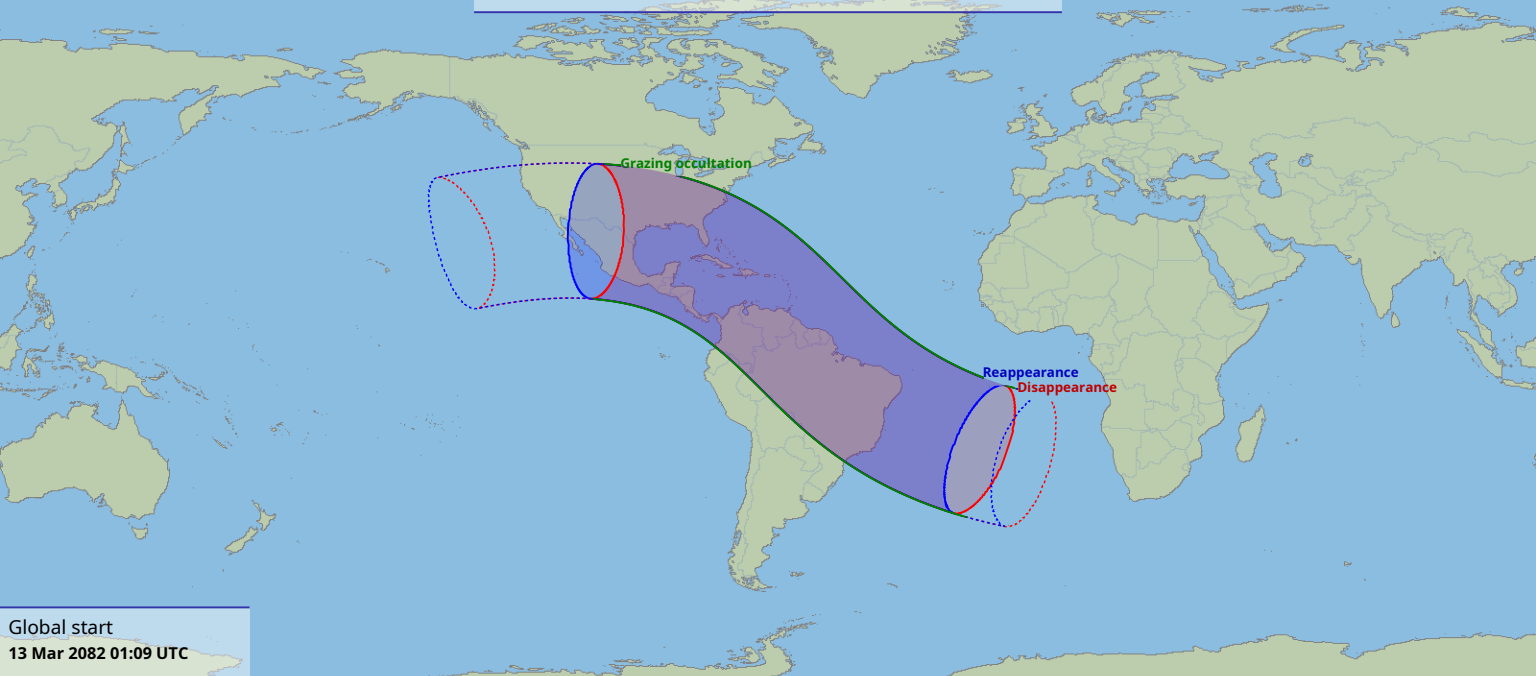 Grazing occultation
Reappearance
Disappearance
Global start
13 Mar 2082 01:09 UTC